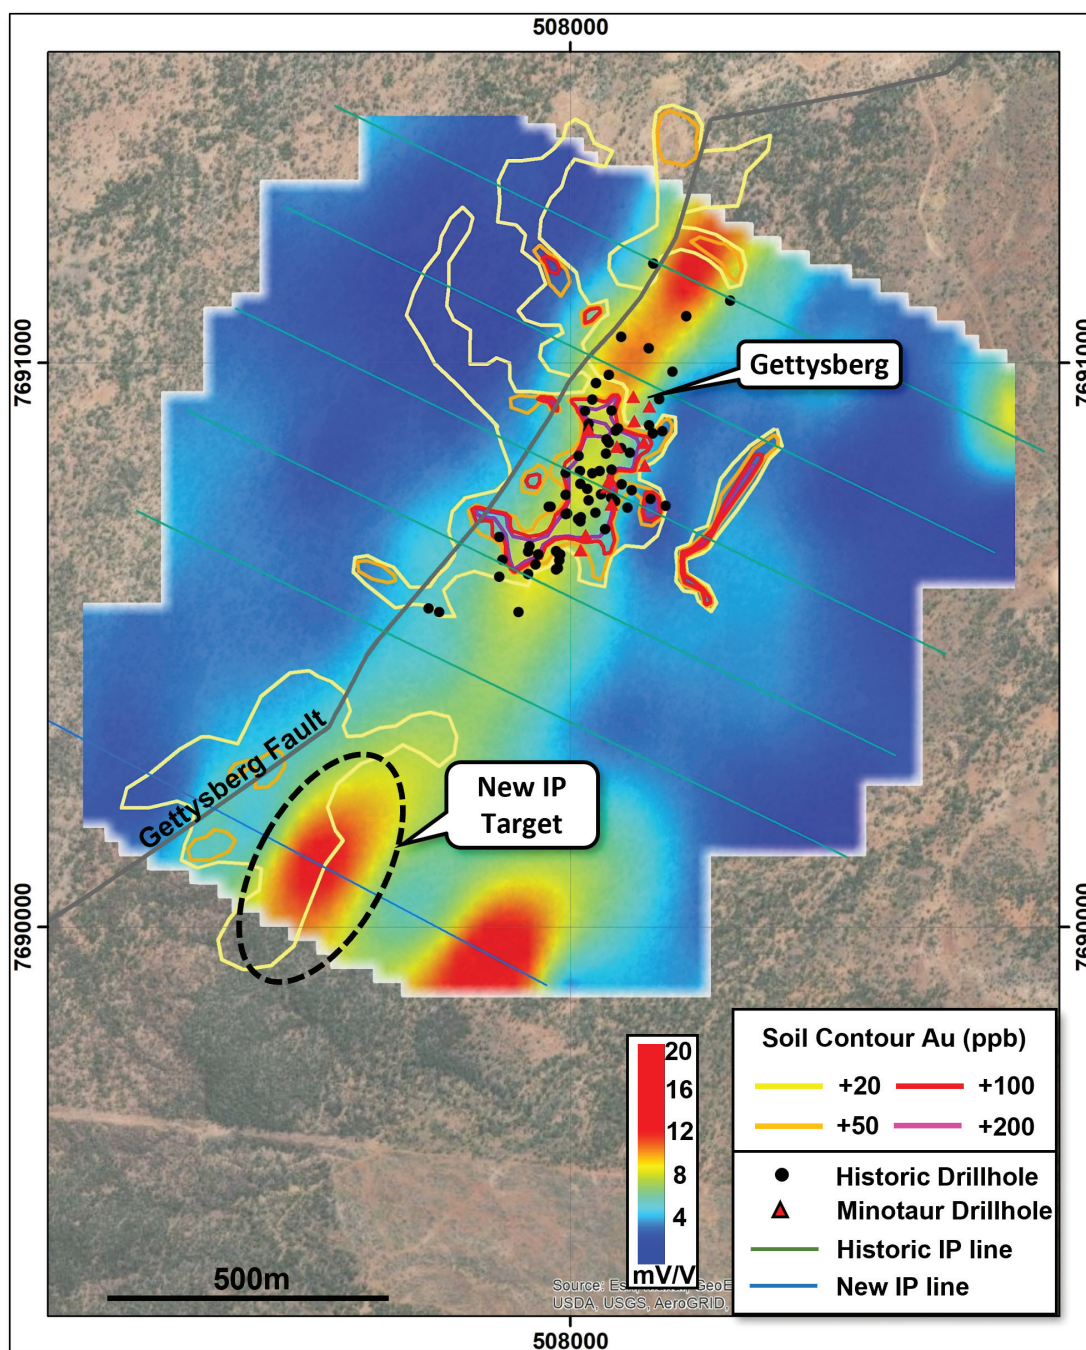 508000
7691000
7691000
Gettysberg
Gettysberg Fault
New IP
Target
7690000
7690000
Soil Contour Au (ppb)
+20
+100
+50
+200
20
16
12
8
4
mV/V
Historic Drillhole
Minotaur Drillhole
Historic IP line
New IP line
500m
Source:
USDA, USGS, AeroGRID,
508000